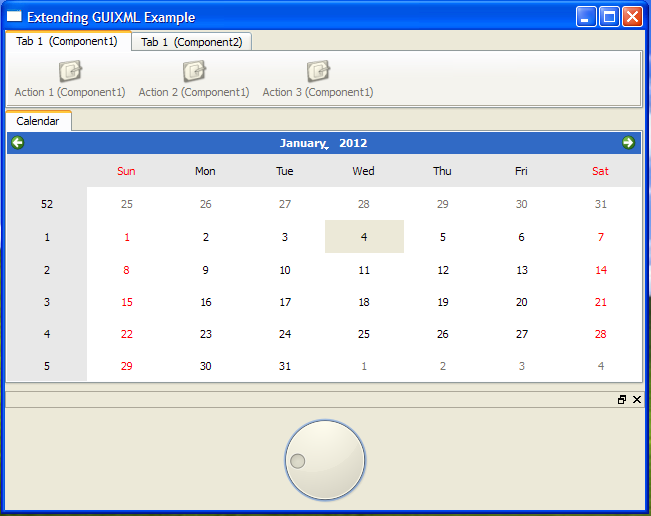 Extending GUIXML Example
Tab 1 (Component1) Tab 1 (Component2)
Action 1 (Component1) Action 2 (Component1) Action 3 (Component1)
Calendar
January, 2012
Sun Mon Tue Wed Thu Fri Sat
52 25 26 27 28 29 30 31
1 1 2 3 4 5 6 7
2 8 9 10 11 12 13 14
3 15 16 17 18 19 20 21
4 22 23 24 25 26 27 28
5 29 30 31 1 2 3 4